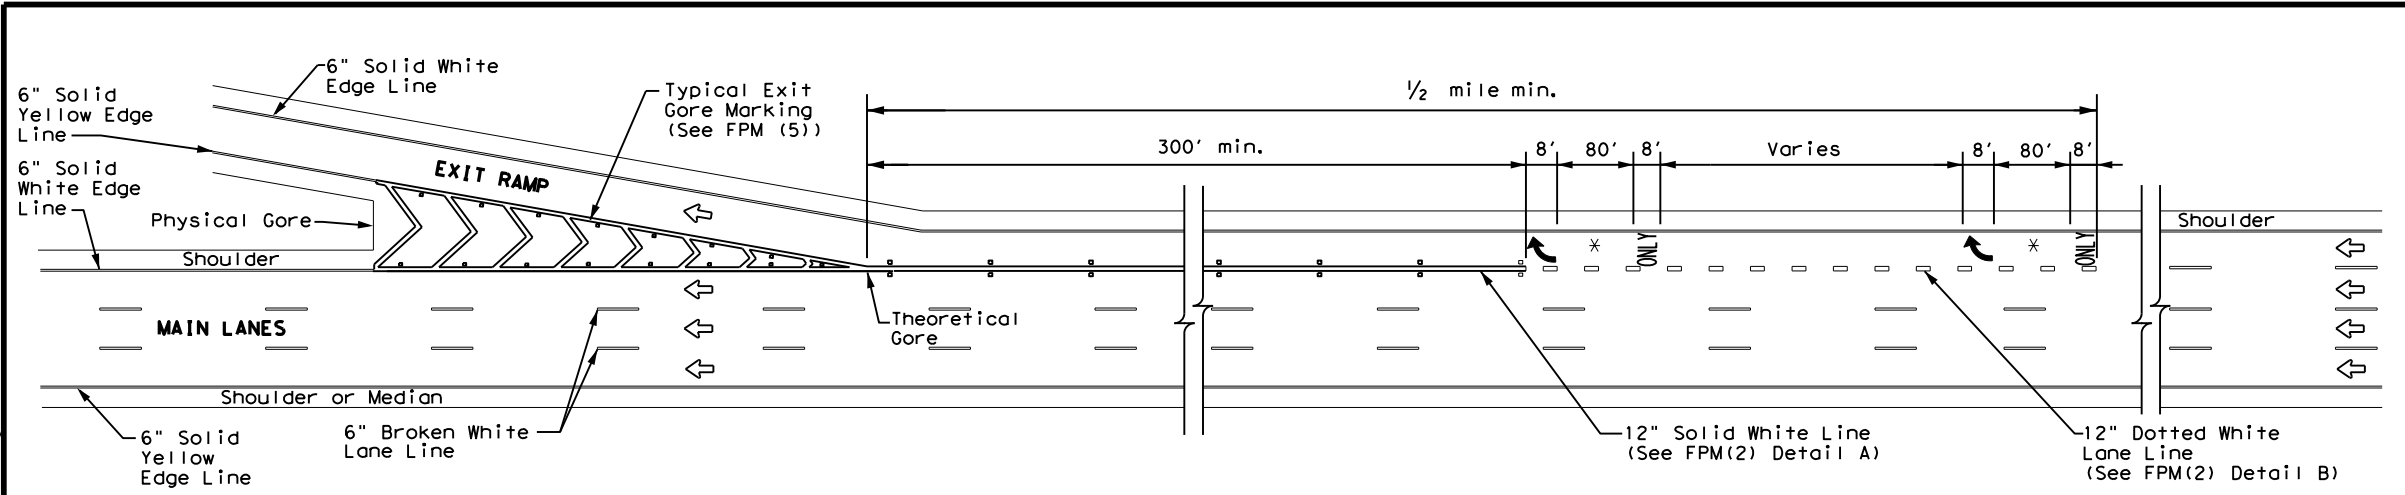 6" Solid White
Edge Line
6" Solid
Yellow Edge
Line
6" Solid
White Edge
Line
Typical Exit
Gore Marking
(See FPM (5))
1/2 mile min.
300' min.
8'
80'
8'
Varies
8'
80'
8'
EXIT RAMP
Physical Gore
Shoulder
Shoulder
*
ONLY
*
ONLY
MAIN LANES
Theoretical
Gore
Shoulder or Median
6" Solid
Yellow
Edge Line
6" Broken White
Lane Line
12" Solid White Line
(See FPM(2) Detail A)
12" Dotted White
Lane Line
(See FPM(2) Detail B)